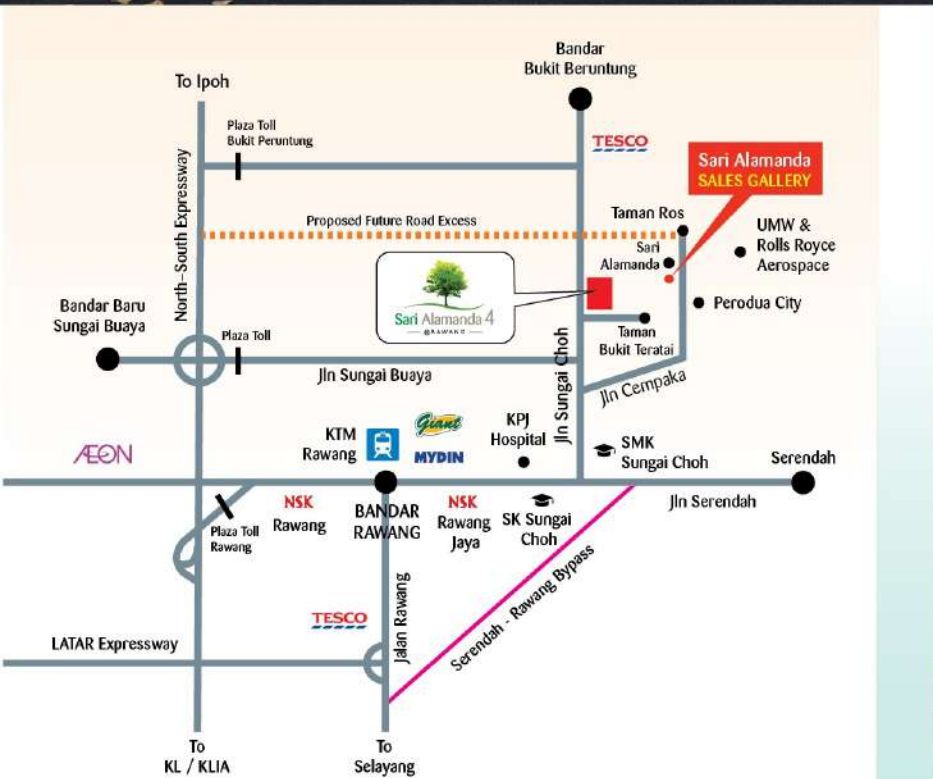 Bandar
Bukit Beruntung
To Ipoh
Plaza Toll
Bukit Peruntung
TESCO
Sari Alamanda
SALES GALLERY
North-South Expressway
Proposed Future Road Excess
Taman Ros
UMW &
Rolls Royce
Aerospace
Sari
Alamanda
Sari Alamanda 4
@RAWANG
Perodua City
Bandar Baru
Sungai Buaya
Plaza Toll
Taman
Bukit Teratai
Jln Sungai Buaya
Jln Sungai Choh
Jln Cempaka
AEON
KTM
Rawang
Giant
MYDIN
KPJ
Hospital
SMK
Sungai Choh
Serendah
Jln Serendah
Plaza Toll
Rawang
NSK
Rawang
BANDAR
RAWANG
NSK
Rawang
Jaya
SK Sungai
Choh
Serendah - Rawang Bypass
TESCO
Jalan Rawang
LATAR Expressway
To
KL / KLIA
To
Selayang